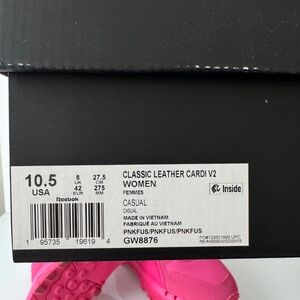 10.5
USA
8
UK
27.5
CM
42
EUR
275
MM
Reebok
1 95735 19619 4
CLASSIC LEATHER CARDI V2
WOMEN
FEMMES
CASUAL
CASUAL
MADE IN VIETNAM
FABRIQUÉ AU VIETNAM
PNKFUS/PNKFUS/PNKFUS
GW8876
Inside